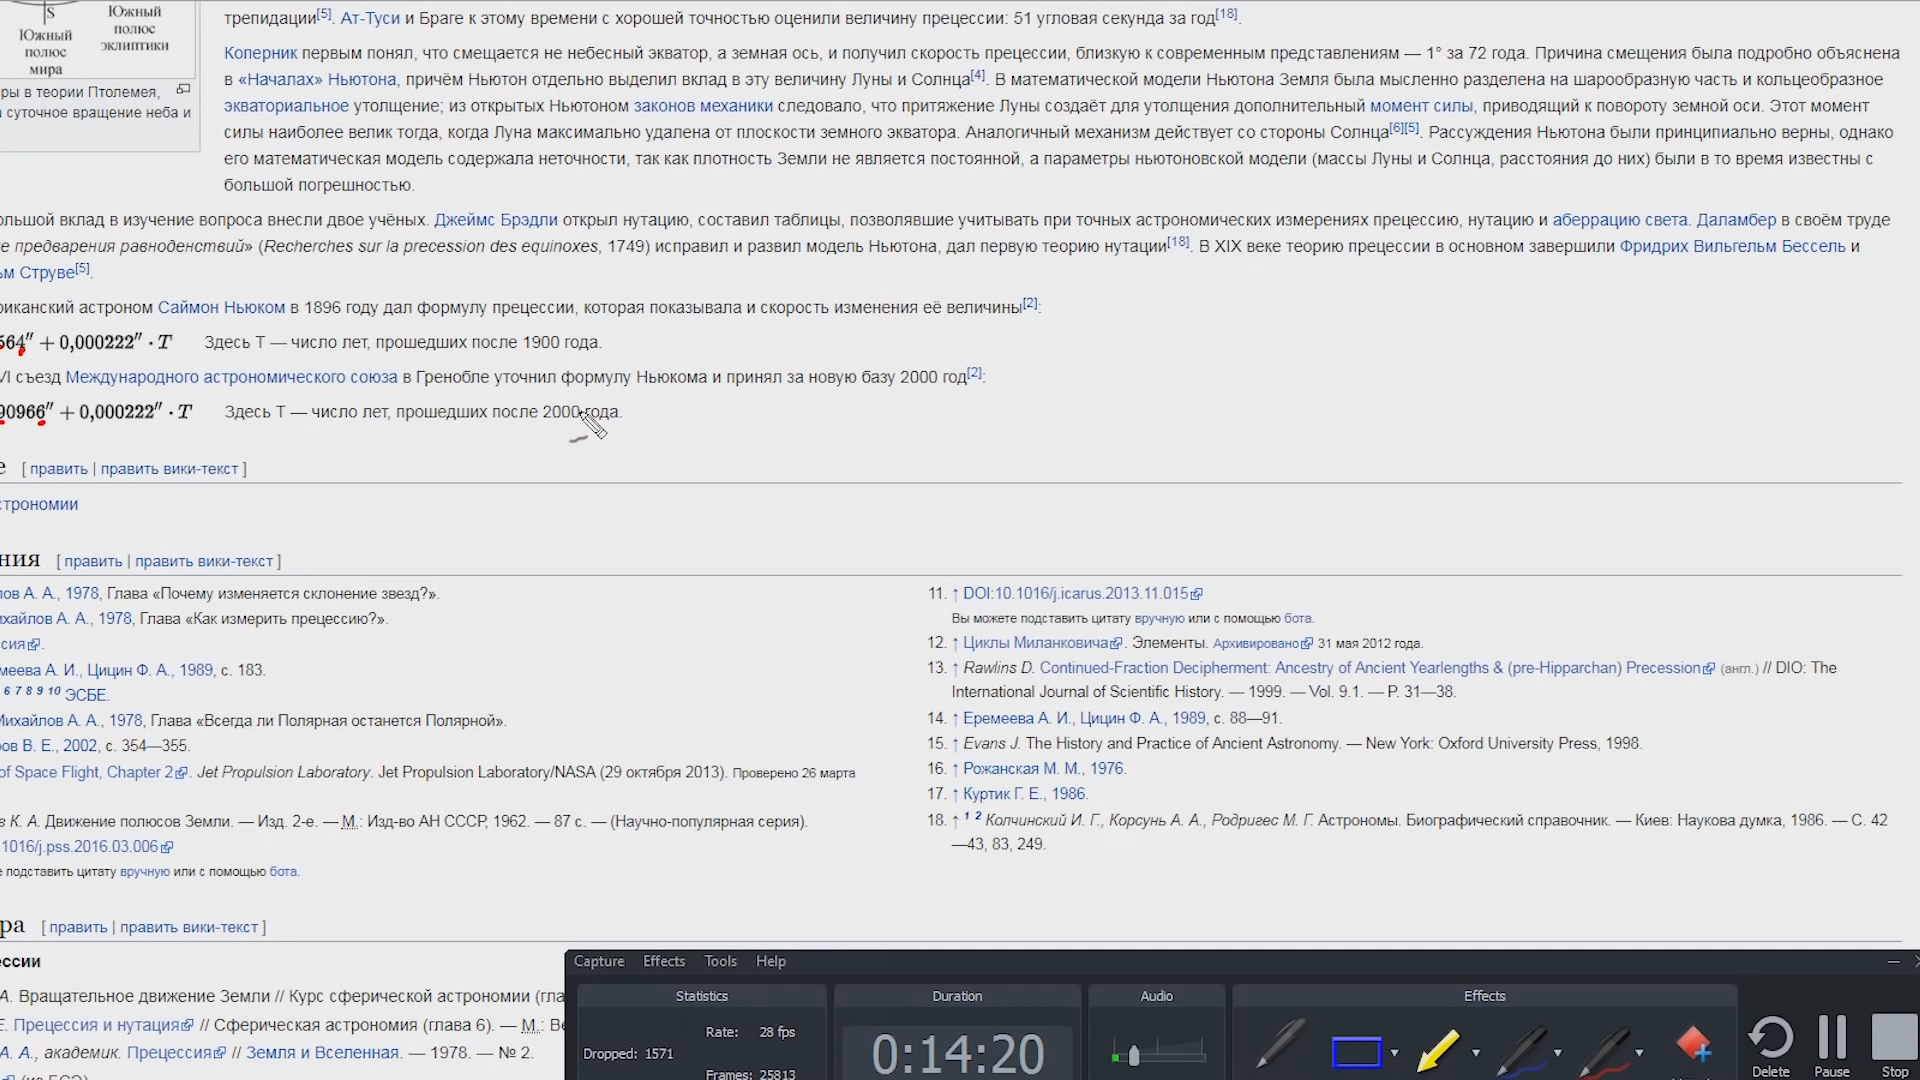 S
Южный
полюс
мира
Южный
полюс
эклиптики
ры в теории Птолемея,
суточное вращение неба и
трепидации[5]. Ат-Туси и Браге к этому времени с хорошей точностью оценили величину прецессии: 51 угловая секунда за год[18].
Коперник первым понял, что смещается не небесный экватор, а земная ось, и получил скорость прецессии, близкую к современным представлениям — 1° за 72 года. Причина смещения была подробно объяснена
в «Началах» Ньютона, причём Ньютон отдельно выделил вклад в эту величину Луны и Солнца[4]. В математической модели Ньютона Земля была мысленно разделена на шарообразную часть и кольцеобразное
экваториальное утолщение; из открытых Ньютоном законов механики следовало, что притяжение Луны создаёт для утолщения дополнительный момент силы, приводящий к повороту земной оси. Этот момент
силы наиболее велик тогда, когда Луна максимально удалена от плоскости земного экватора. Аналогичный механизм действует со стороны Солнца[6][5]. Рассуждения Ньютона были принципиально верны, однако
его математическая модель содержала неточности, так как плотность Земли не является постоянной, а параметры ньютоновской модели (массы Луны и Солнца, расстояния до них) были в то время известны с
большой погрешностью.
ольшой вклад в изучение вопроса внесли двое учёных. Джеймс Брэдли открыл нутацию, составил таблицы, позволявшие учитывать при точных астрономических измерениях прецессию, нутацию и аберрацию света. Даламбер в своём труде
е предварения равноденствий» (Recherches sur la precession des equinoxes, 1749) исправил и развил модель Ньютона, дал первую теорию нутации[18]. В XIX веке теорию прецессии в основном завершили Фридрих Вильгельм Бессель и
ьм Струве[5].
риканский астроном Саймон Ньюком в 1896 году дал формулу прецессии, которая показывала и скорость изменения её величины[2]:
564″ + 0,000222″ · T Здесь T — число лет, прошедших после 1900 года.
VI съезд Международного астрономического союза в Гренобле уточнил формулу Ньюкома и принял за новую базу 2000 год[2]:
90966″ + 0,000222″ · T Здесь T — число лет, прошедших после 2000 года.
е [ править | править вики-текст ]
строномии
ния [ править | править вики-текст ]
лов А. А., 1978, Глава «Почему изменяется склонение звезд?».
ихайлов А. А., 1978, Глава «Как измерить прецессию?».
сия.
меева А. И., Цицин Ф. А., 1989, с. 183.
6 7 8 9 10 ЭСБЕ.
Михайлов А. А., 1978, Глава «Всегда ли Полярная останется Полярной».
ров В. Е., 2002, с. 354—355.
of Space Flight, Chapter 2. Jet Propulsion Laboratory. Jet Propulsion Laboratory/NASA (29 октября 2013). Проверено 26 марта
в К. А. Движение полюсов Земли. — Изд. 2-е. — М.: Изд-во АН СССР, 1962. — 87 с. — (Научно-популярная серия).
1016/j.pss.2016.03.006
е подставить цитату вручную или с помощью бота.
11. ↑ DOI:10.1016/j.icarus.2013.11.015
Вы можете подставить цитату вручную или с помощью бота.
12. ↑ Циклы Миланковича. Элементы. Архивировано 31 мая 2012 года.
13. ↑ Rawlins D. Continued-Fraction Decipherment: Ancestry of Ancient Yearlengths & (pre-Hipparchan) Precession (англ.) // DIO: The
International Journal of Scientific History. — 1999. — Vol. 9.1. — P. 31—38.
14. ↑ Еремеева А. И., Цицин Ф. А., 1989, с. 88—91.
15. ↑ Evans J. The History and Practice of Ancient Astronomy. — New York: Oxford University Press, 1998.
16. ↑ Рожанская М. М., 1976.
17. ↑ Куртик Г. Е., 1986.
18. ↑ 1 2 Колчинский И. Г., Корсунь А. А., Родригес М. Г. Астрономы. Биографический справочник. — Киев: Наукова думка, 1986. — С. 42
—43, 83, 249.
ра [ править | править вики-текст ]
ессии
А. Вращательное движение Земли // Курс сферической астрономии (гла
Е. Прецессия и нутация // Сферическая астрономия (глава 6). — М.: Ве
А. А., академик. Прецессия // Земля и Вселенная. — 1978. — № 2.
(из БСЭ)
Capture Effects Tools Help
Statistics
Rate: 28 fps
Dropped: 1571
Frames: 25813
Duration
0:14:20
Audio
Effects
Delete
Pause
Stop